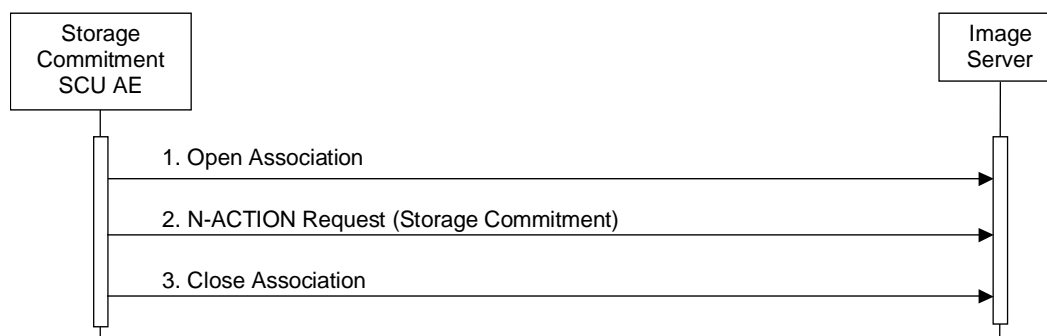 Storage
Commitment
SCU AE
Image
Server
1. Open Association
2. N-ACTION Request (Storage Commitment)
3. Close Association